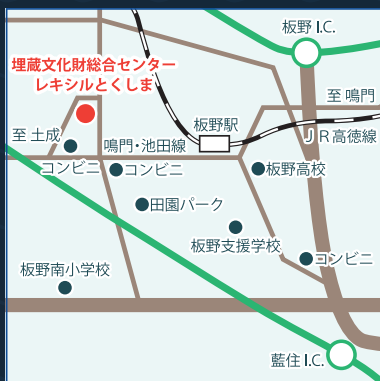 板野 I.C.
埋蔵文化財総合センター
レキシルとくしま
至 鳴門
板野駅
至 土成
鳴門・池田線
JR高徳線
コンビニ
コンビニ
板野高校
田園パーク
板野支援学校
コンビニ
板野南小学校
藍住 I.C.